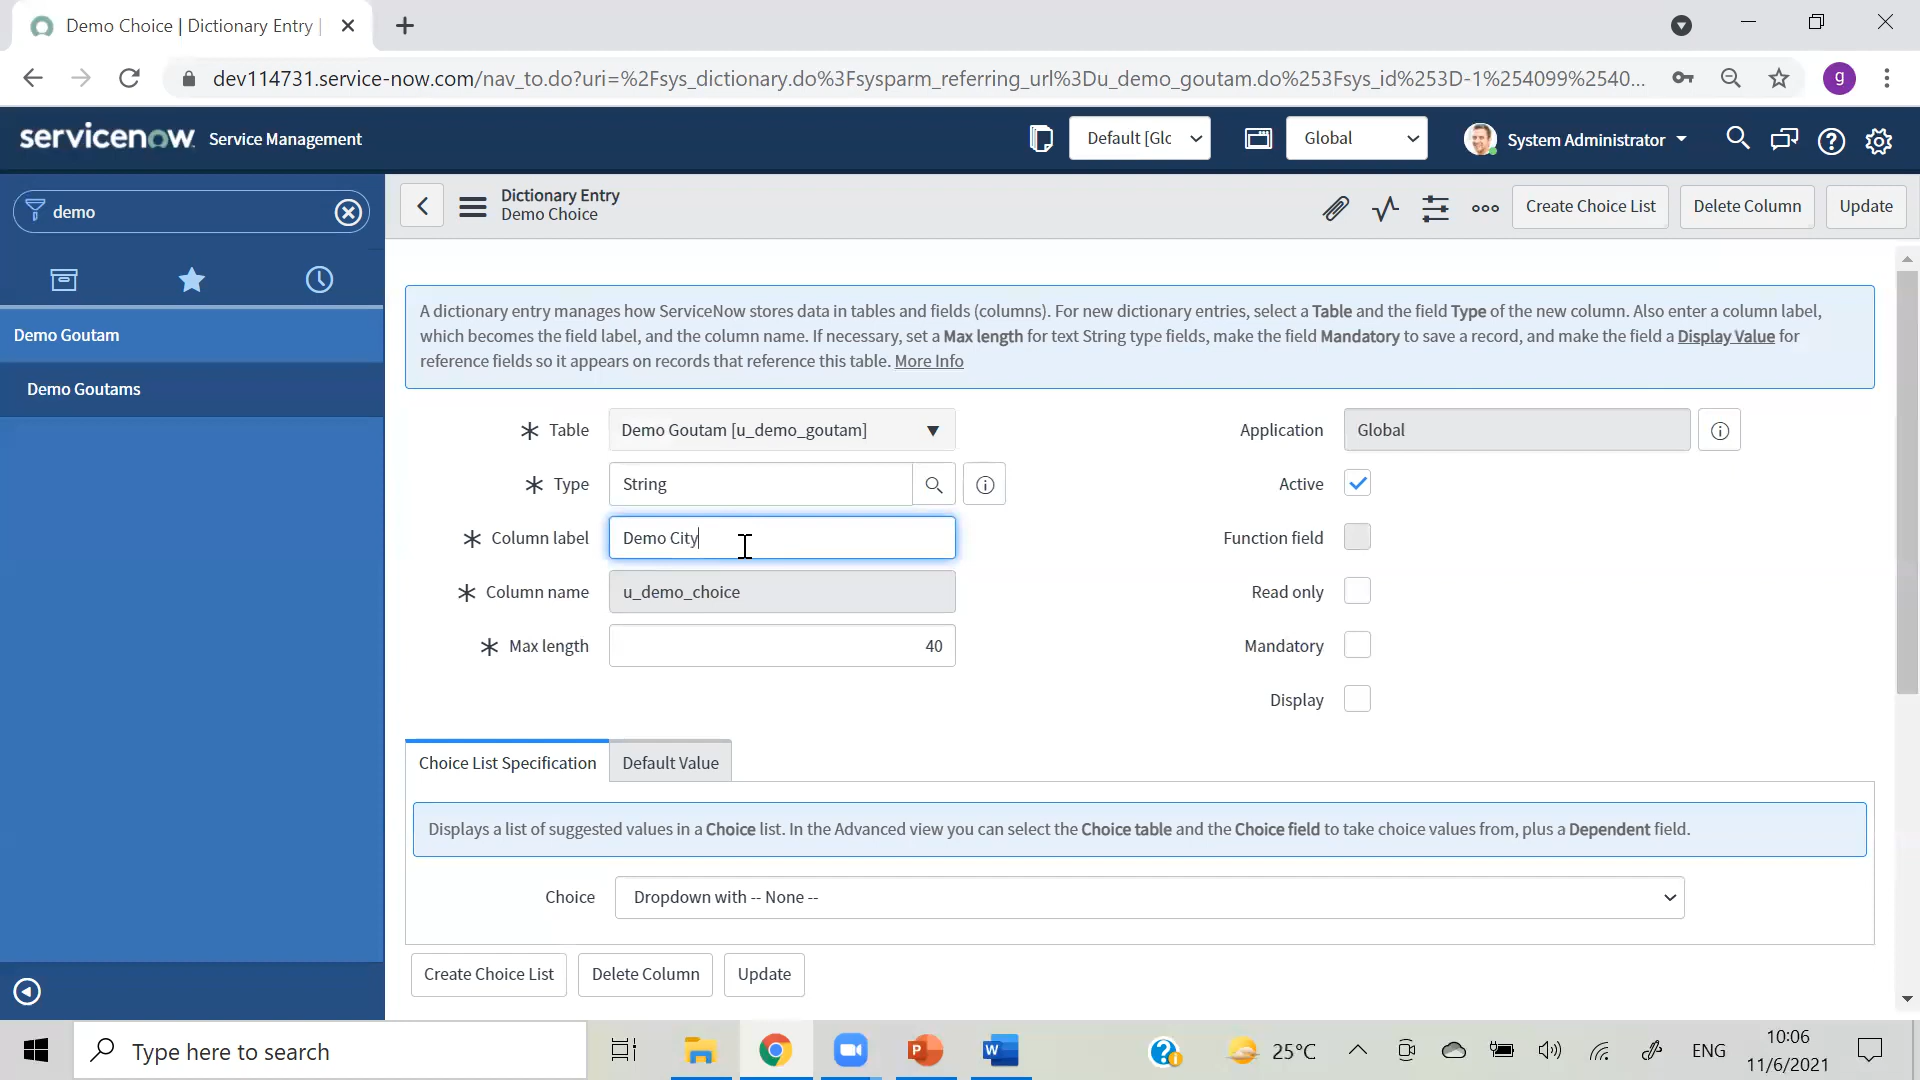 Demo Choice | Dictionary Entry |
dev114731.service-now.com/nav_to.do?uri=%2Fsys_dictionary.do%3Fsysparm_referring_url%3Du_demo_goutam.do%253Fsys_id%253D-1%254099%2540...
g
servicenow Service Management
Default [Glc
Global
System Administrator
demo
Dictionary Entry
Demo Choice
Create Choice List
Delete Column
Update
Demo Goutam
Demo Goutams
A dictionary entry manages how ServiceNow stores data in tables and fields (columns). For new dictionary entries, select a Table and the field Type of the new column. Also enter a column label,
which becomes the field label, and the column name. If necessary, set a Max length for text String type fields, make the field Mandatory to save a record, and make the field a Display Value for
reference fields so it appears on records that reference this table. More Info
Table Demo Goutam [u_demo_goutam]
Application Global
Type String
Active
Column label Demo City
Function field
Column name u_demo_choice
Read only
Max length 40
Mandatory
Display
Choice List Specification
Default Value
Displays a list of suggested values in a Choice list. In the Advanced view you can select the Choice table and the Choice field to take choice values from, plus a Dependent field.
Choice Dropdown with -- None --
Create Choice List
Delete Column
Update
Type here to search
25°C
ENG
10:06
11/6/2021